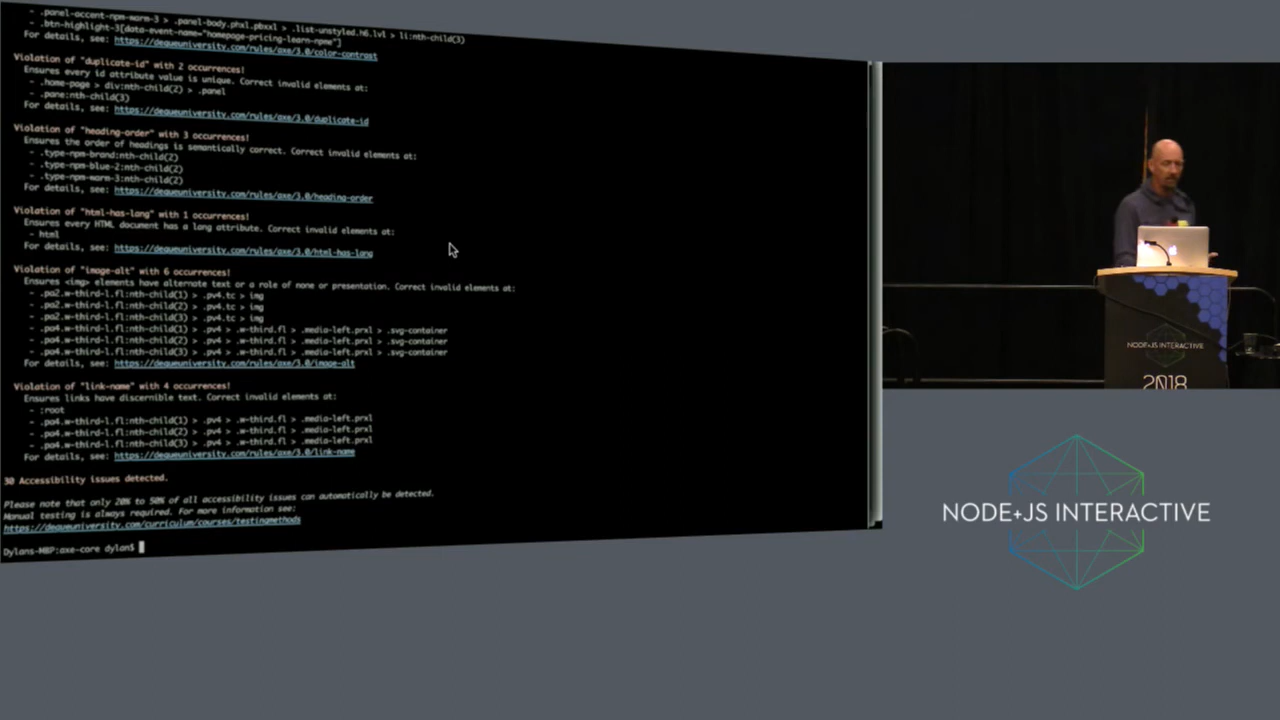 - .panel-accent-npm-warm-3 > .panel-body.phxl.pbxxl > .list-unstyled.h6.lvl > li:nth-child(3)
- .btn-highlight-3[data-event-name="homepage-pricing-learn-npme"]
For details, see: https://dequeuniversity.com/rules/axe/3.0/color-contrast
Violation of "duplicate-id" with 2 occurrences!
Ensures every id attribute value is unique. Correct invalid elements at:
- .home-page > div:nth-child(2) > .panel
- .pane:nth-child(3)
For details, see: https://dequeuniversity.com/rules/axe/3.0/duplicate-id
Violation of "heading-order" with 3 occurrences!
Ensures the order of headings is semantically correct. Correct invalid elements at:
- .type-npm-brand:nth-child(2)
- .type-npm-blue-2:nth-child(2)
- .type-npm-warm-3:nth-child(2)
For details, see: https://dequeuniversity.com/rules/axe/3.0/heading-order
Violation of "html-has-lang" with 1 occurrences!
Ensures every HTML document has a lang attribute. Correct invalid elements at:
- html
For details, see: https://dequeuniversity.com/rules/axe/3.0/html-has-lang
Violation of "image-alt" with 6 occurrences!
Ensures <img> elements have alternate text or a role of none or presentation. Correct invalid elements at:
- .pa2.w-third-l.fl:nth-child(1) > .pv4.tc > img
- .pa2.w-third-l.fl:nth-child(2) > .pv4.tc > img
- .pa2.w-third-l.fl:nth-child(3) > .pv4.tc > img
- .pa4.w-third-l.fl:nth-child(1) > .pv4 > .w-third.fl > .media-left.prxl > .svg-container
- .pa4.w-third-l.fl:nth-child(2) > .pv4 > .w-third.fl > .media-left.prxl > .svg-container
- .pa4.w-third-l.fl:nth-child(3) > .pv4 > .w-third.fl > .media-left.prxl > .svg-container
For details, see: https://dequeuniversity.com/rules/axe/3.0/image-alt
Violation of "link-name" with 4 occurrences!
Ensures links have discernible text. Correct invalid elements at:
- :root
- .pa4.w-third-l.fl:nth-child(1) > .pv4 > .w-third.fl > .media-left.prxl
- .pa4.w-third-l.fl:nth-child(2) > .pv4 > .w-third.fl > .media-left.prxl
- .pa4.w-third-l.fl:nth-child(3) > .pv4 > .w-third.fl > .media-left.prxl
For details, see: https://dequeuniversity.com/rules/axe/3.0/link-name
30 Accessibility issues detected.
Please note that only 20% to 50% of all accessibility issues can automatically be detected.
Manual testing is always required. For more information see:
https://dequeuniversity.com/curriculum/courses/testingmethods
Dylans-MBP:axe-core dylan$
NODE+JS INTERACTIVE
2018
NODE+JS INTERACTIVE